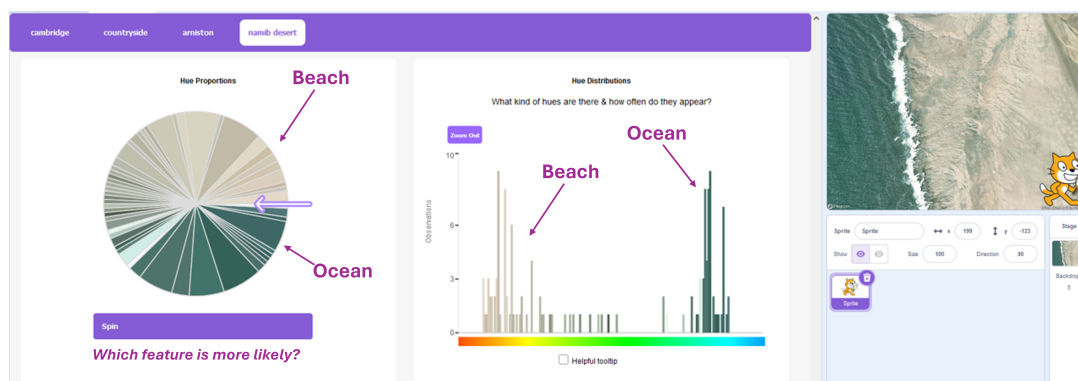 cambridge countryside arniston namib desert
Hue Proportions
Beach
Ocean
Spin
Which feature is more likely?
Hue Distributions
What kind of hues are there & how often do they appear?
Zoom Out
Ocean
Beach
10
6
3
0
Observations
Helpful tooltip
Sprite Sprite x 199 y -123
Show Size 100 Direction 90
Sprite
Stage
Backdrop